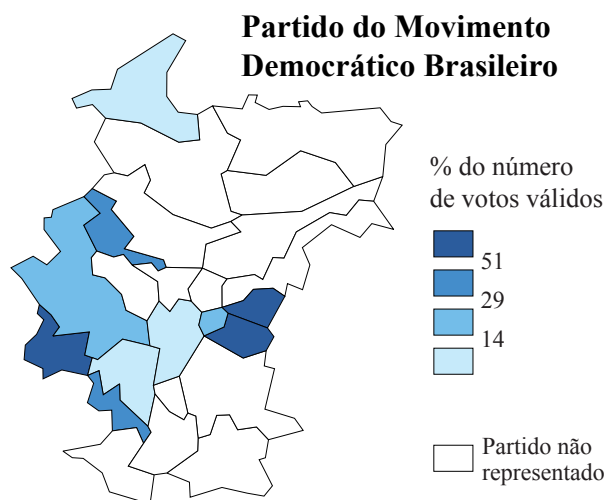 Partido do Movimento
Democrático Brasileiro
% do número
de votos válidos
51
29
14
Partido não
representado